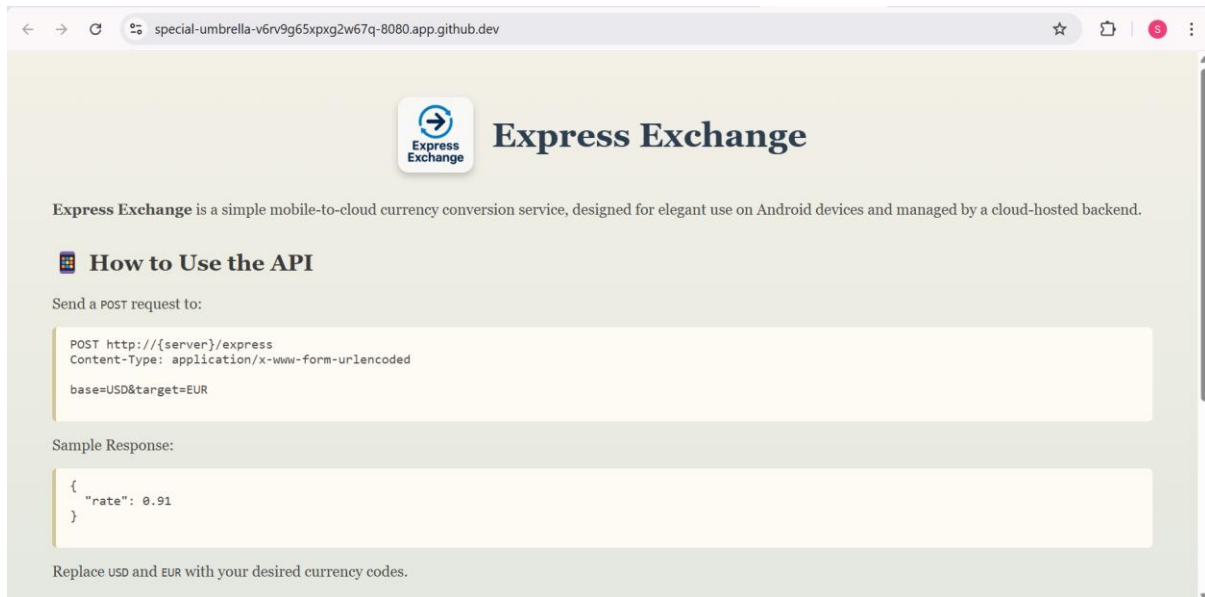 special-umbrella-v6rv9g65xpxg2w67q-8080.app.github.dev
S
Express
Exchange
Express Exchange
Express Exchange is a simple mobile-to-cloud currency conversion service, designed for elegant use on Android devices and managed by a cloud-hosted backend.
How to Use the API
Send a POST request to:
POST http://{server}/express
Content-Type: application/x-www-form-urlencoded
base=USD&target=EUR
Sample Response:
{
"rate": 0.91
}
Replace USD and EUR with your desired currency codes.